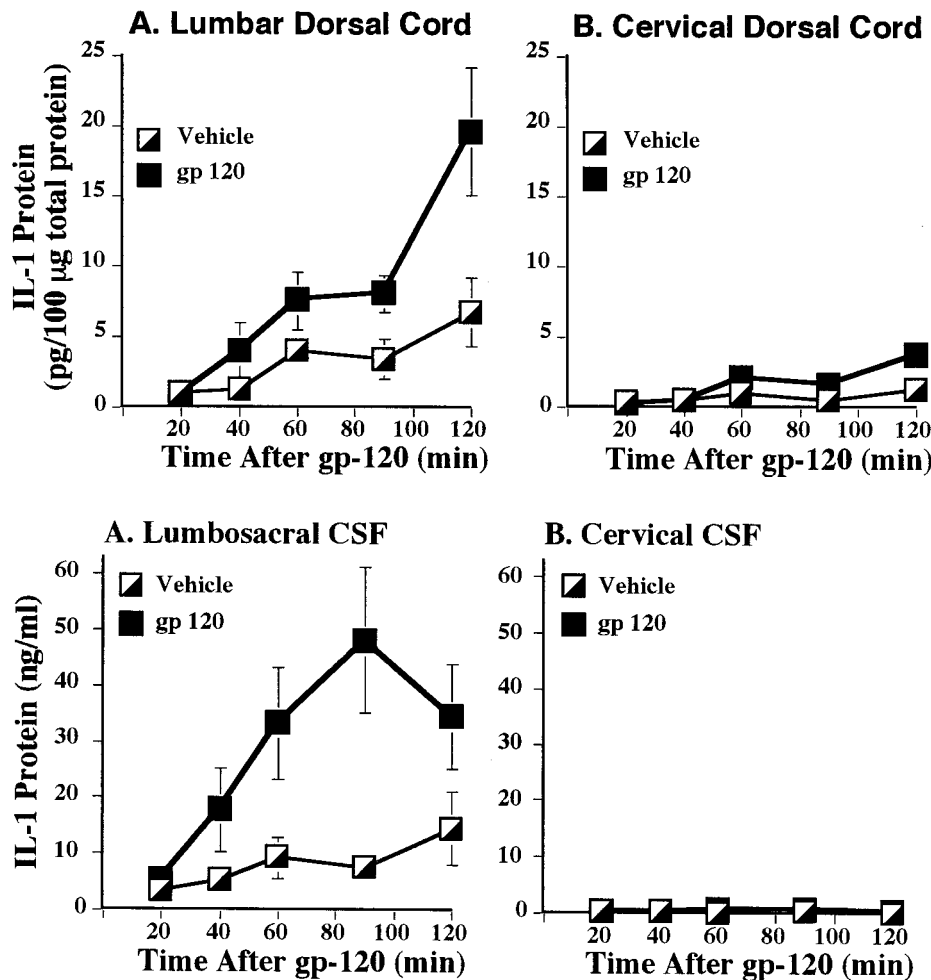 A. Lumbar Dorsal Cord
B. Cervical Dorsal Cord
IL-1 Protein
(pg/100 µg total protein)
25
20
15
10
5
0
Vehicle
gp 120
20 40 60 80 100 120
Time After gp-120 (min)
25
20
15
10
5
0
Vehicle
gp 120
20 40 60 80 100 120
Time After gp-120 (min)
A. Lumbosacral CSF
B. Cervical CSF
IL-1 Protein (ng/ml)
60
50
40
30
20
10
0
Vehicle
gp 120
20 40 60 80 100 120
Time After gp-120 (min)
60
50
40
30
20
10
0
Vehicle
gp 120
20 40 60 80 100 120
Time After gp-120 (min)